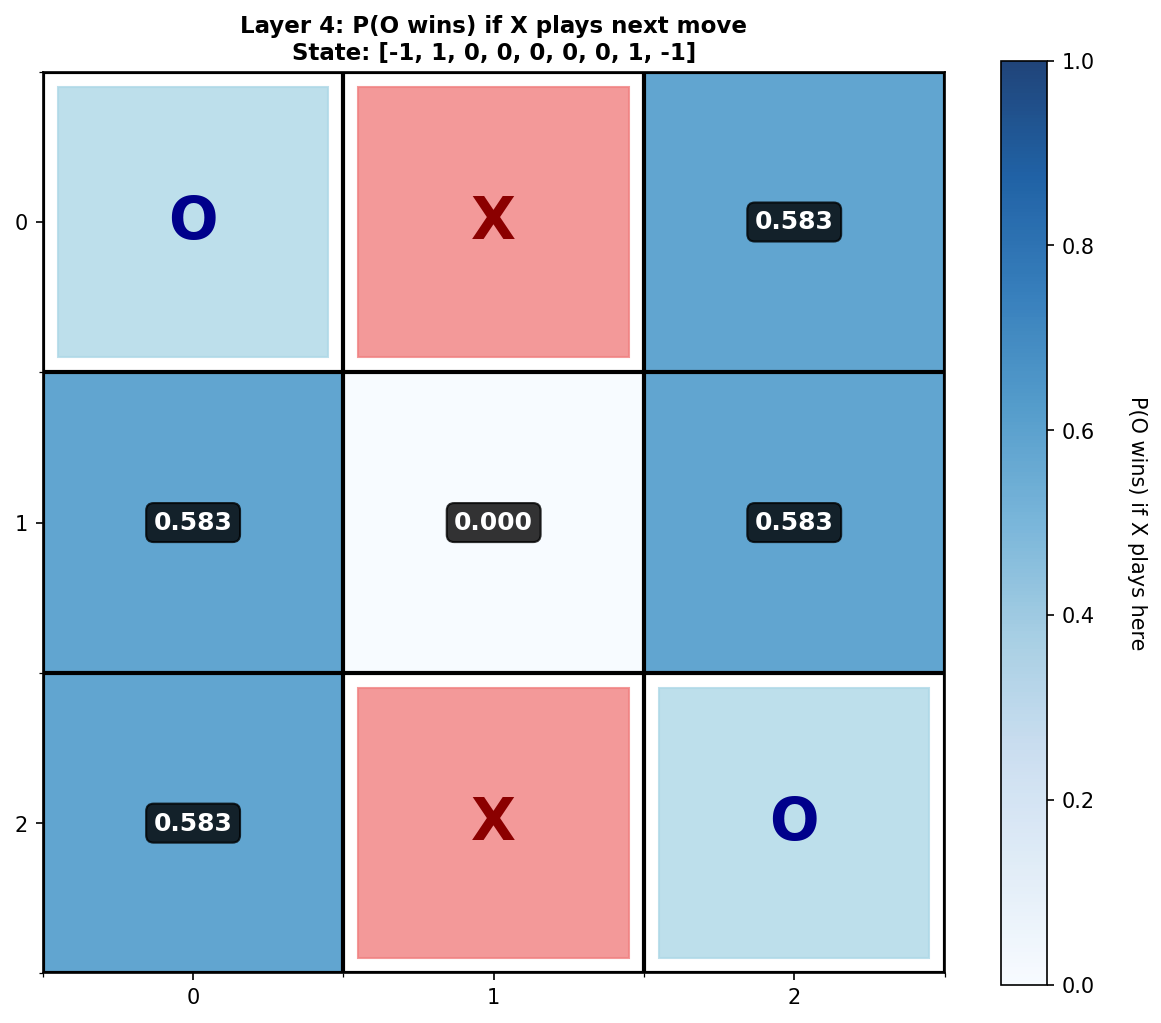 Layer 4: P(O wins) if X plays next move
State: [-1, 1, 0, 0, 0, 0, 0, 1, -1]
O X 0.583
0.583 0.000 0.583
0.583 X O
0
1
2
0 1 2
1.0
0.8
0.6
0.4
0.2
0.0
P(O wins) if X plays here